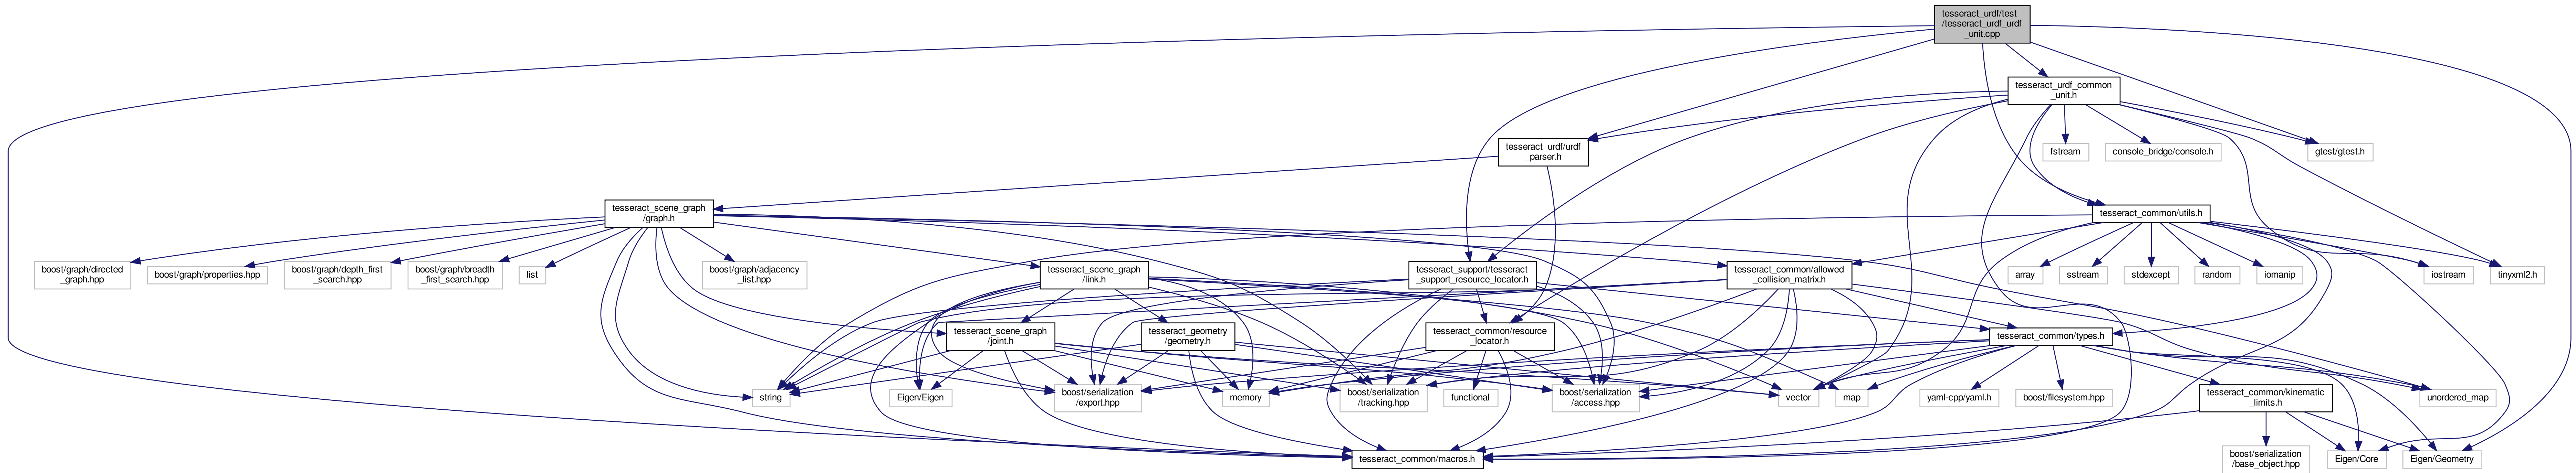 tesseract_urdf/test
/tesseract_urdf_urdf
_unit.cpp
tesseract_urdf_common
_unit.h
tesseract_urdf/urdf
_parser.h
fstream
console_bridge/console.h
gtest/gtest.h
tesseract_scene_graph
/graph.h
tesseract_common/utils.h
boost/graph/directed
_graph.hpp
boost/graph/properties.hpp
boost/graph/depth_first
_search.hpp
boost/graph/breadth
_first_search.hpp
list
boost/graph/adjacency
_list.hpp
tesseract_scene_graph
/link.h
tesseract_support/tesseract
_support_resource_locator.h
tesseract_common/allowed
_collision_matrix.h
array
sstream
stdexcept
random
iomanip
iostream
tinyxml2.h
tesseract_scene_graph
/joint.h
tesseract_geometry
/geometry.h
tesseract_common/resource
_locator.h
tesseract_common/types.h
string
Eigen/Eigen
boost/serialization
/export.hpp
memory
boost/serialization
/tracking.hpp
functional
boost/serialization
/access.hpp
vector
map
yaml-cpp/yaml.h
boost/filesystem.hpp
tesseract_common/kinematic
_limits.h
unordered_map
tesseract_common/macros.h
boost/serialization
/base_object.hpp
Eigen/Core
Eigen/Geometry